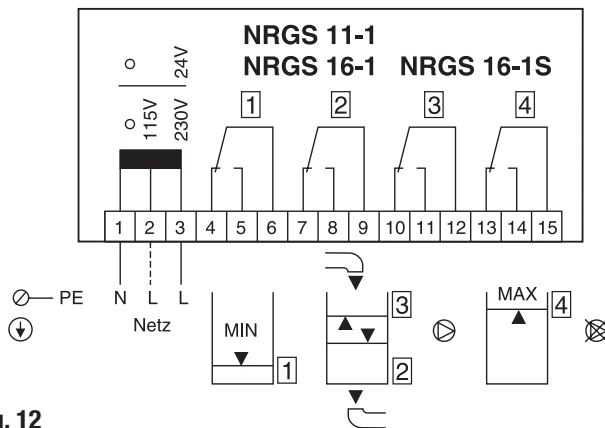 NRGS 11-1
NRGS 16-1 NRGS 16-1S
24V
115V
230V
1 2 3 4
1 2 3 4 5 6 7 8 9 10 11 12 13 14 15
PE N L L
Netz
MIN
1
3
2
MAX
4
. 12